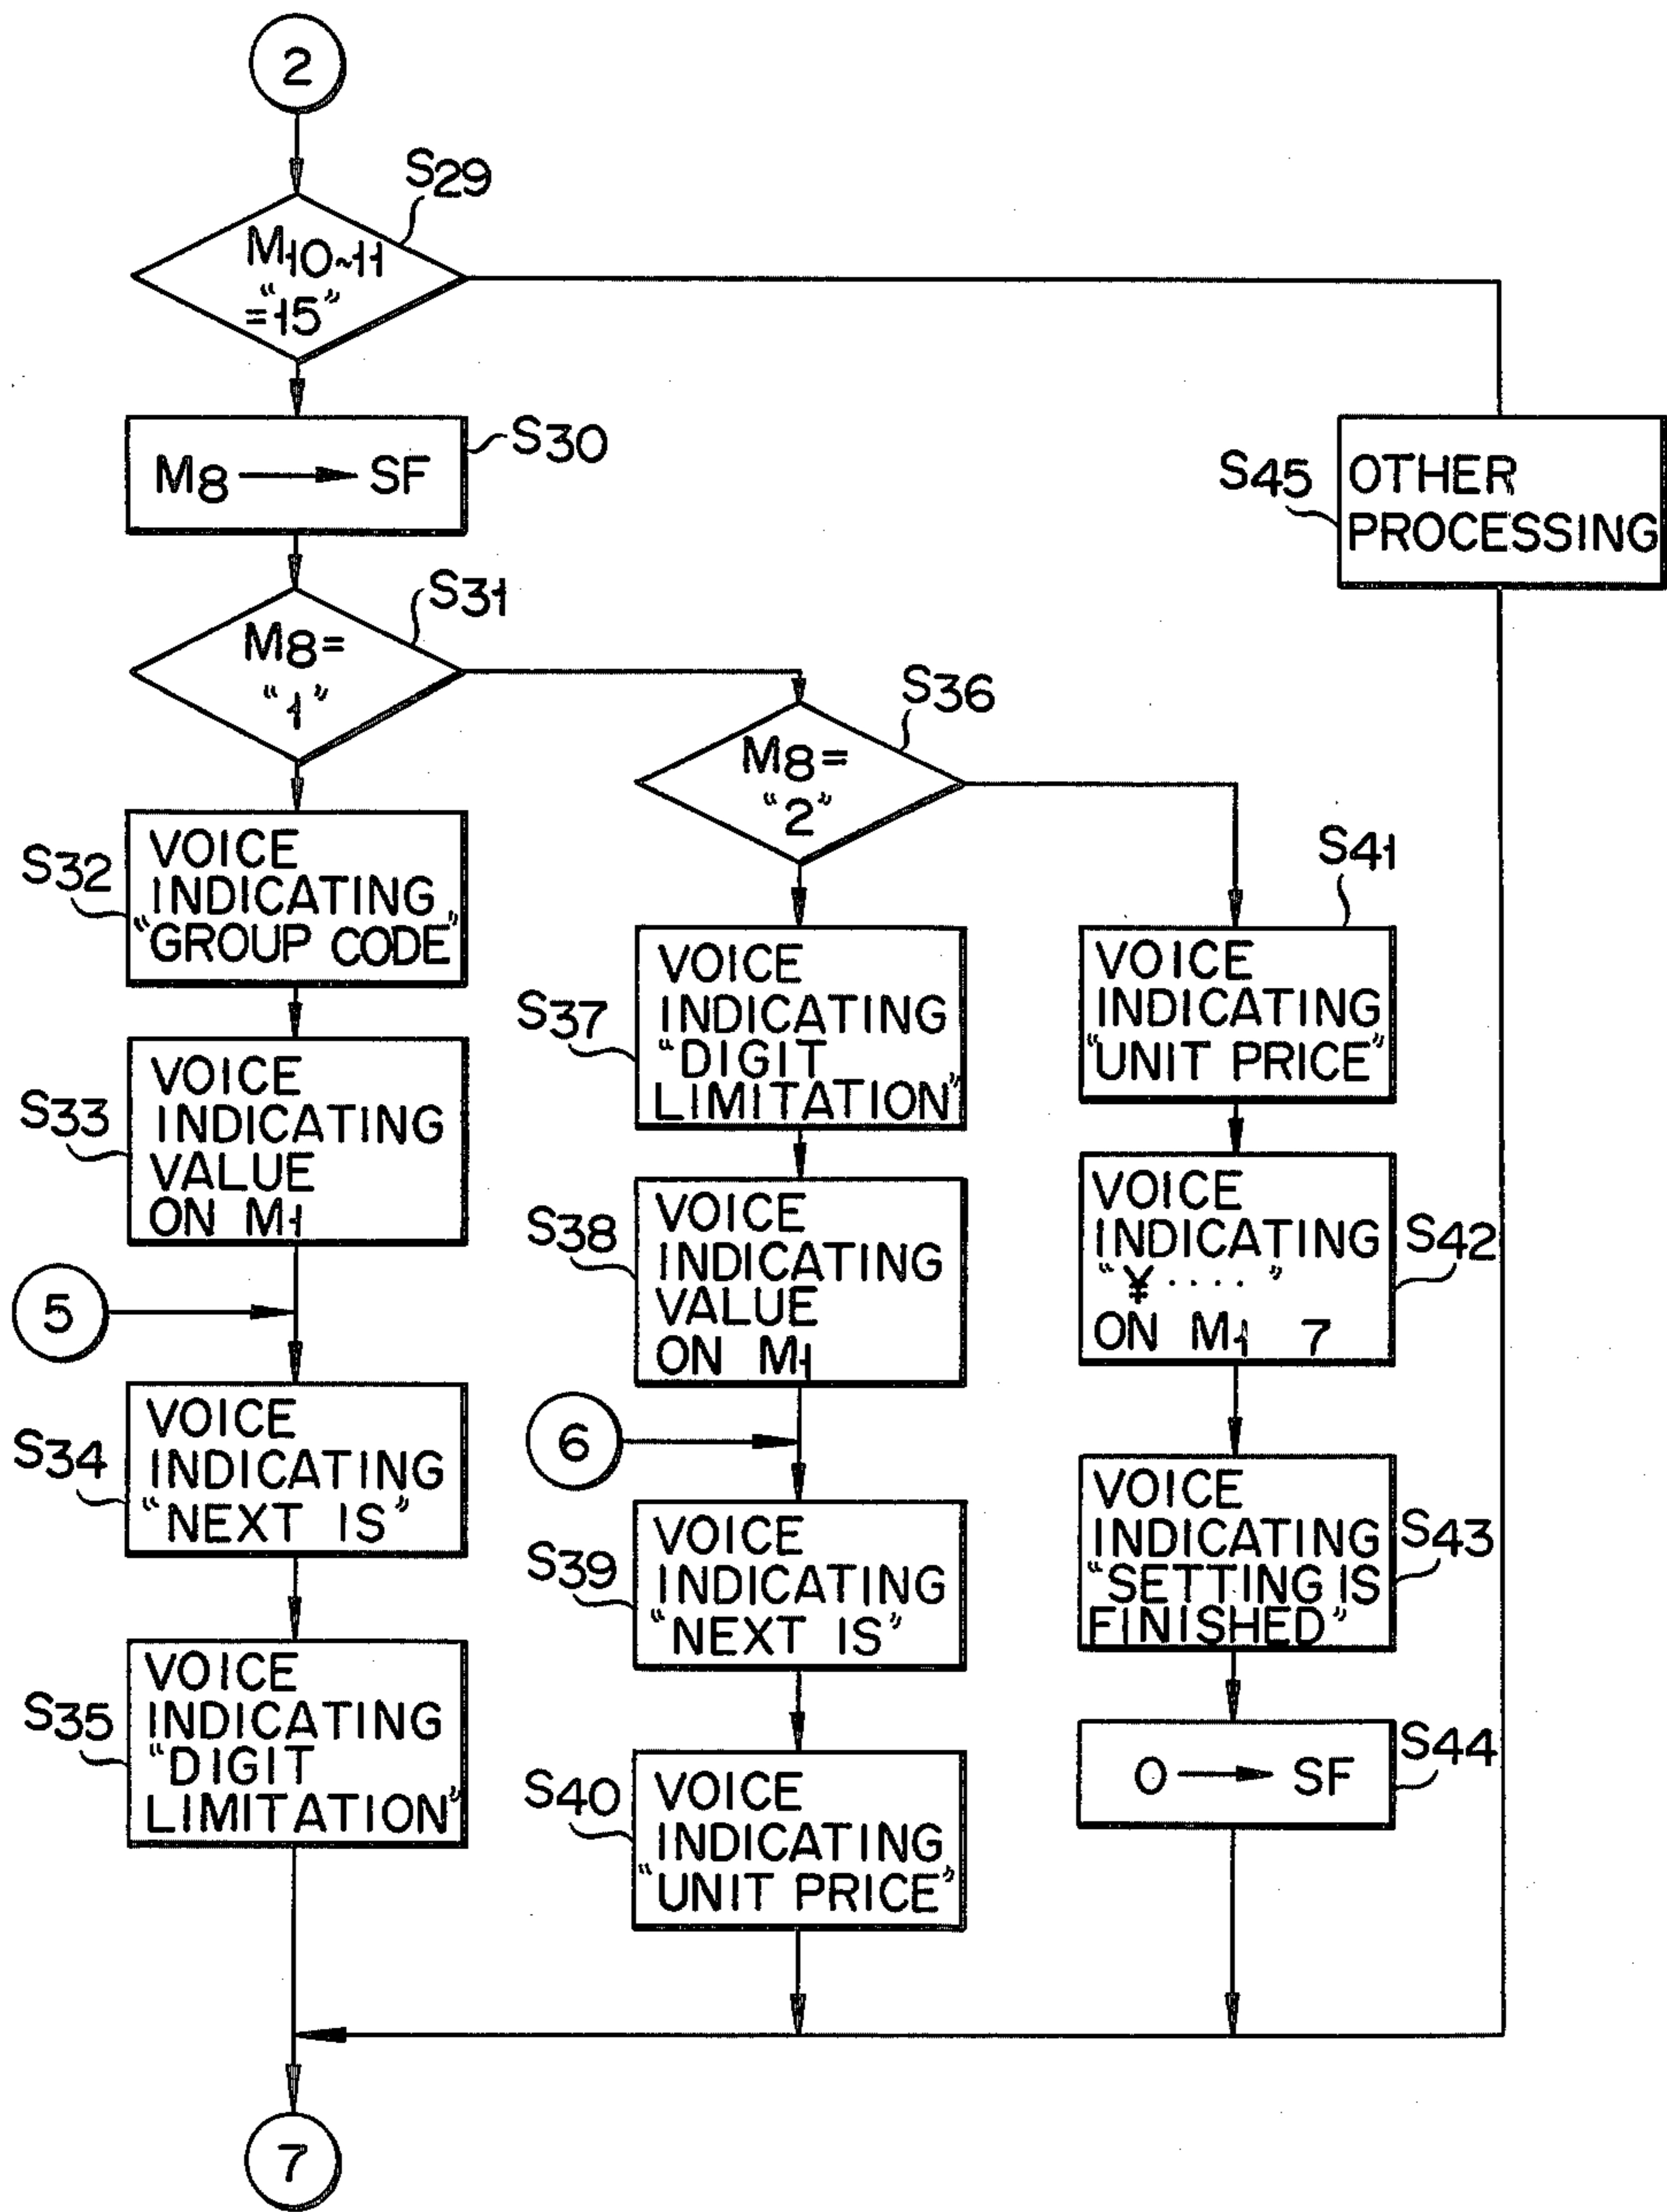 2
S29
M10~11
="15"
S30
M8 → SF
S31
M8=
"1"
S45
OTHER
PROCESSING
S36
M8=
"2"
S32
VOICE
INDICATING
"GROUP CODE"
S33
VOICE
INDICATING
VALUE
ON M1
5
S34
VOICE
INDICATING
"NEXT IS"
S35
VOICE
INDICATING
"DIGIT
LIMITATION"
S37
VOICE
INDICATING
"DIGIT
LIMITATION"
S38
VOICE
INDICATING
VALUE
ON M1
6
S39
VOICE
INDICATING
"NEXT IS"
S40
VOICE
INDICATING
"UNIT PRICE"
S41
VOICE
INDICATING
"UNIT PRICE"
S42
VOICE
INDICATING
"¥ ····"
ON M1 7
S43
VOICE
INDICATING
"SETTING IS
FINISHED"
S44
0 → SF
7